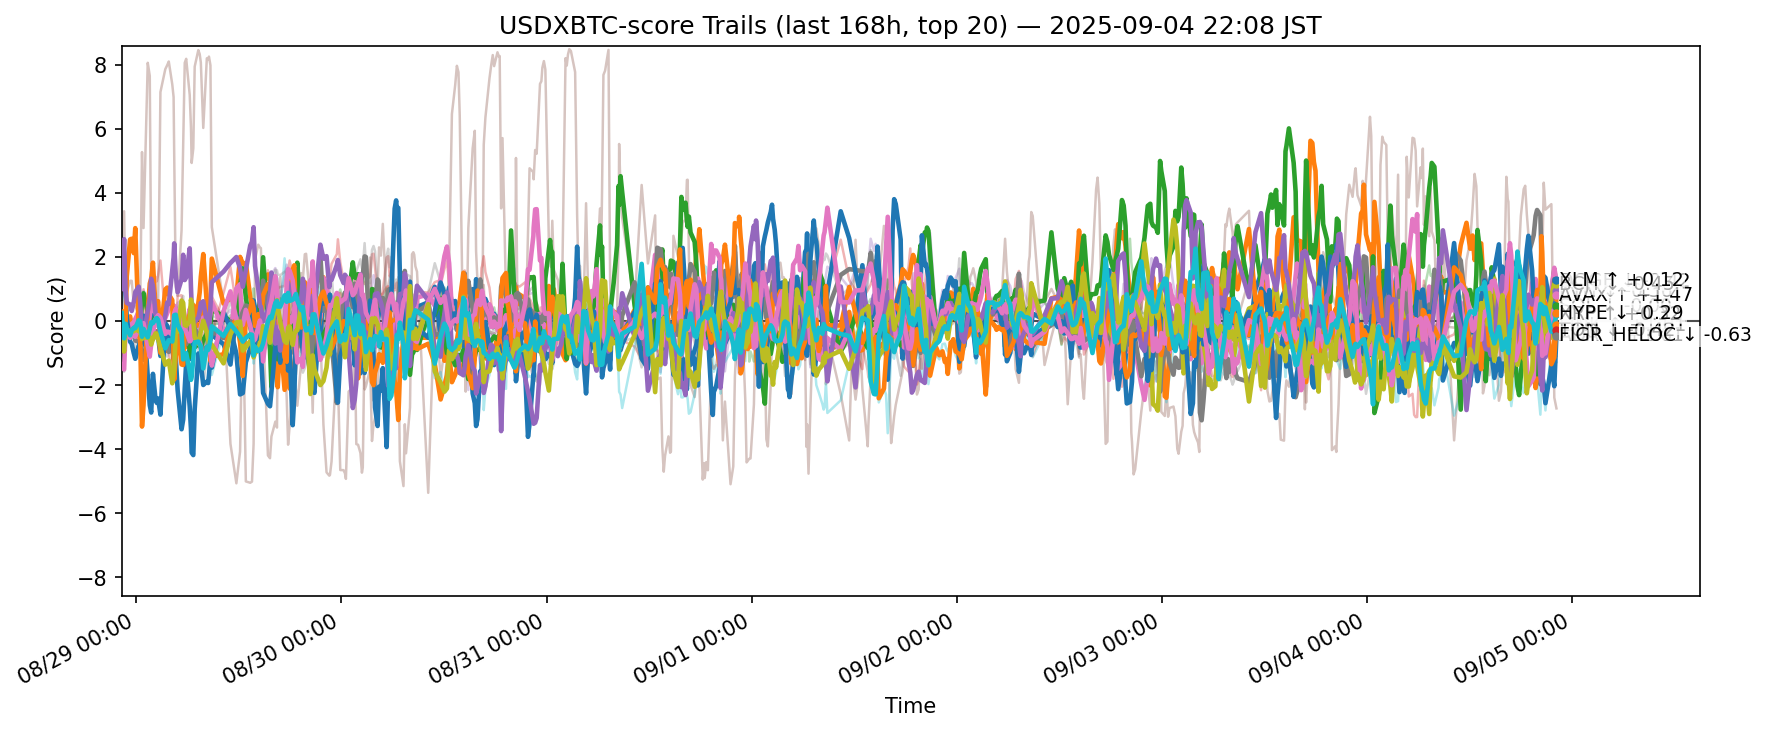 USDXBTC-score Trails (last 168h, top 20) — 2025-09-04 22:08 JST
Score (z)
8
6
4
2
0
−2
−4
−6
−8
XLM ↑ +0.12
AVAX ↑ +1.47
HYPE ↓ -0.29
FIGR_HELOC ↓ -0.63
08/29 00:00
08/30 00:00
08/31 00:00
09/01 00:00
09/02 00:00
09/03 00:00
09/04 00:00
09/05 00:00
Time